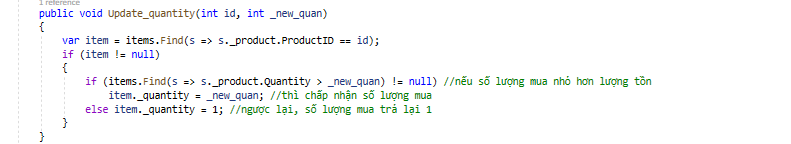 1 reference
public void Update_quantity(int id, int _new_quan)
{
var item = items.Find(s => s._product.ProductID == id);
if (item != null)
{
if (items.Find(s => s._product.Quantity > _new_quan) != null) //nếu số lượng mua nhỏ hơn lượng tồn
item._quantity = _new_quan; //thì chấp nhận số lượng mua
else item._quantity = 1; //ngược lại, số lượng mua trả lại 1
}
}